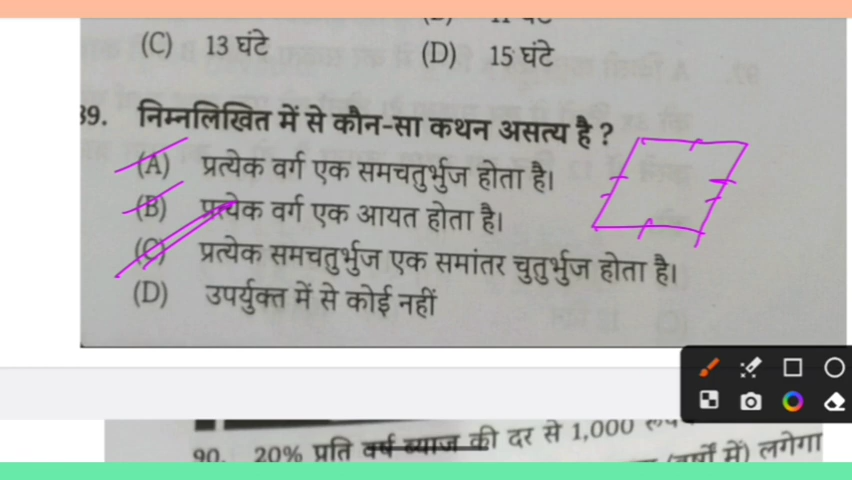 (C) 13 घंटे (D) 15 घंटे
39. निम्नलिखित में से कौन-सा कथन असत्य है ?
(A) प्रत्येक वर्ग एक समचतुर्भुज होता है।
(B) प्रत्येक वर्ग एक आयत होता है।
(C) प्रत्येक समचतुर्भुज एक समांतर चुतुर्भुज होता है।
(D) उपर्युक्त में से कोई नहीं
90. 20% प्रति वर्ष ब्याज की दर से 1,000
(वर्षों में) लगेगा